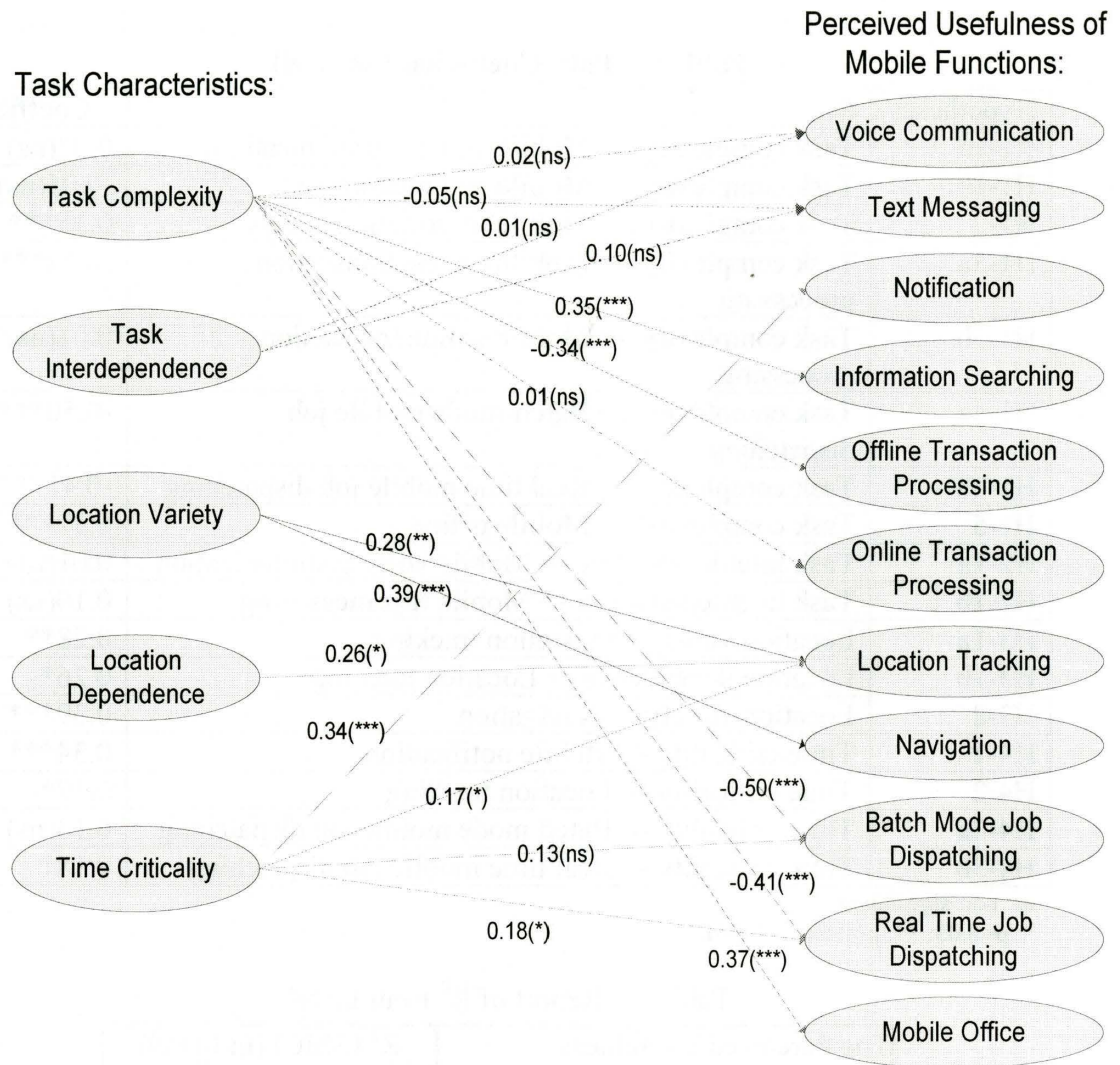 Perceived Usefulness of
Mobile Functions:
Task Characteristics:
Voice Communication
0.02(ns)
Task Complexity
-0.05(ns)
Text Messaging
0.01(ns)
0.10(ns)
Notification
0.35(***)
Task
Interdependence
-0.34(***)
Information Searching
0.01(ns)
Offline Transaction
Processing
Location Variety
0.28(**)
Online Transaction
Processing
0.39(***)
Location
Dependence
0.26(*)
Location Tracking
0.34(***)
Navigation
0.17(*)
-0.50(***)
Batch Mode Job
Dispatching
Time Criticality
0.13(ns)
-0.41(***)
0.18(*)
Real Time Job
Dispatching
0.37(***)
Mobile Office